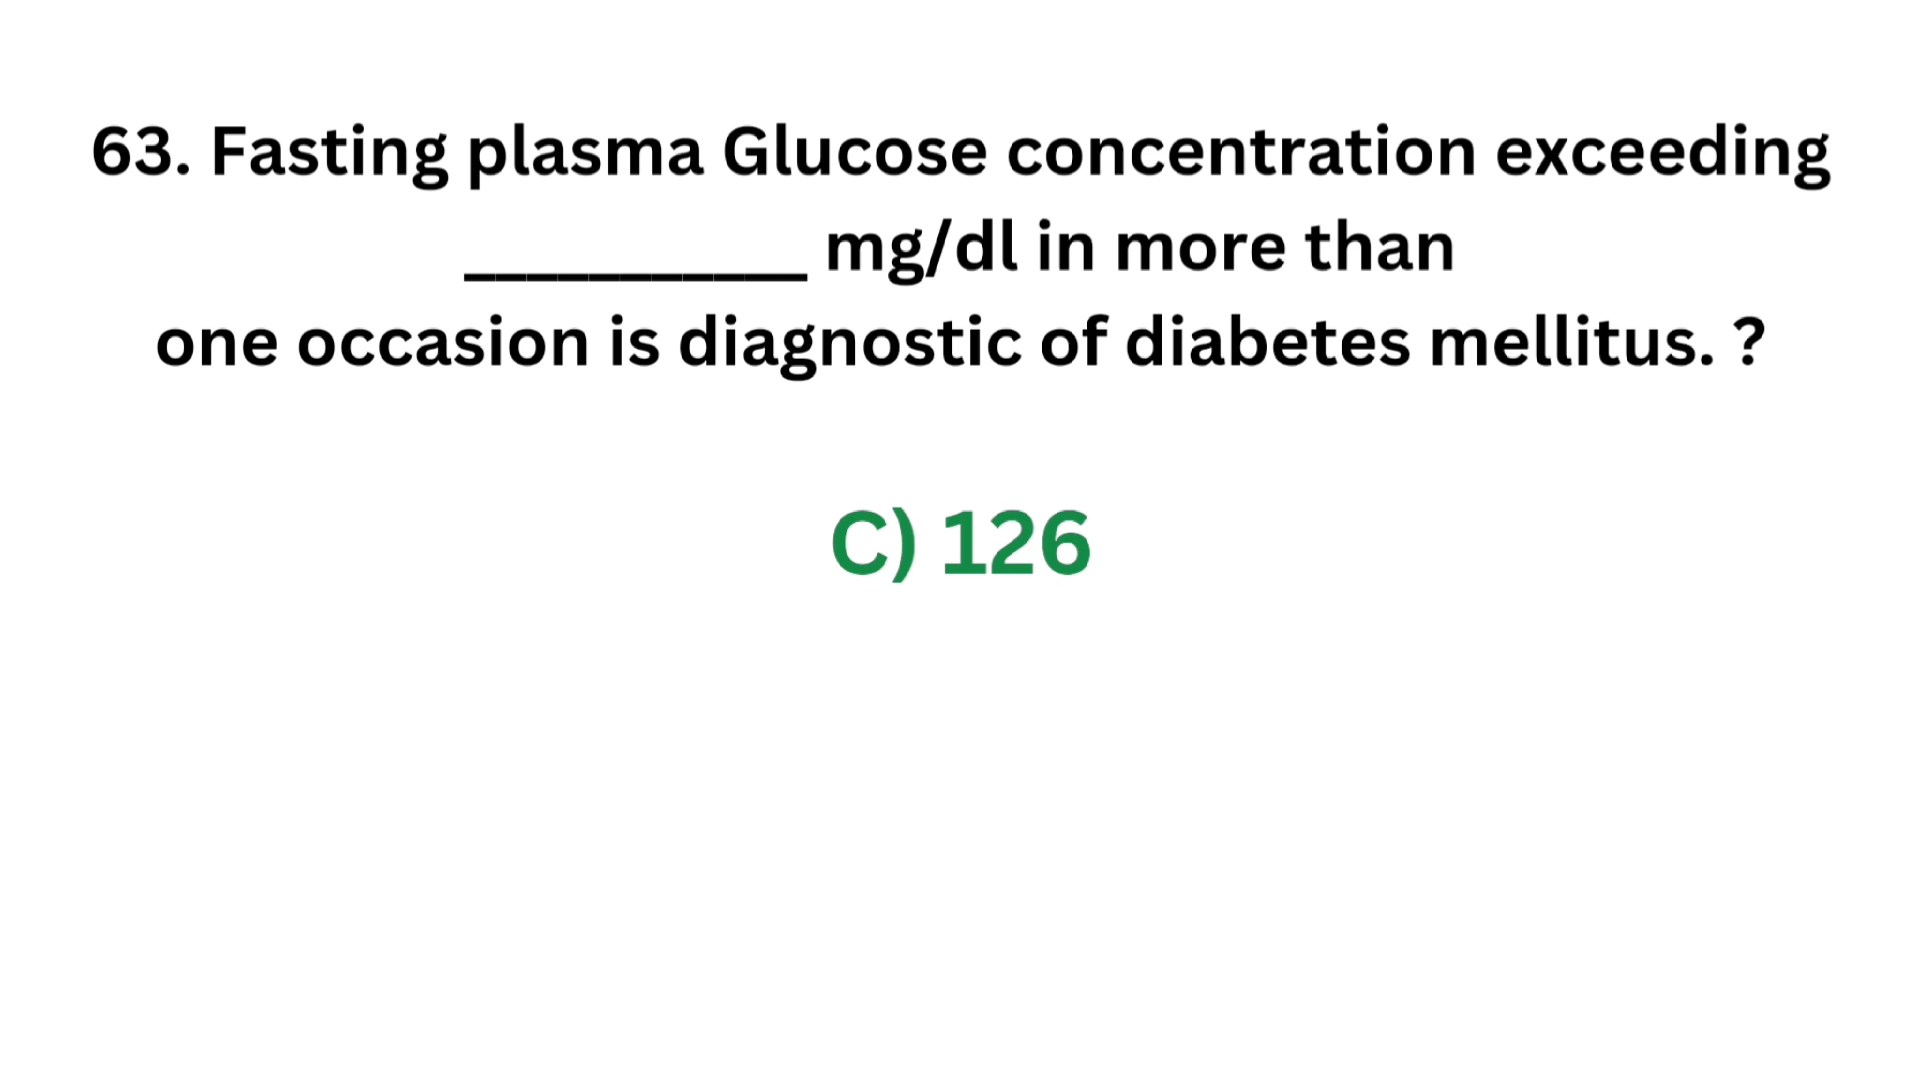 63. Fasting plasma Glucose concentration exceeding
___________ mg/dl in more than
one occasion is diagnostic of diabetes mellitus. ?
C) 126